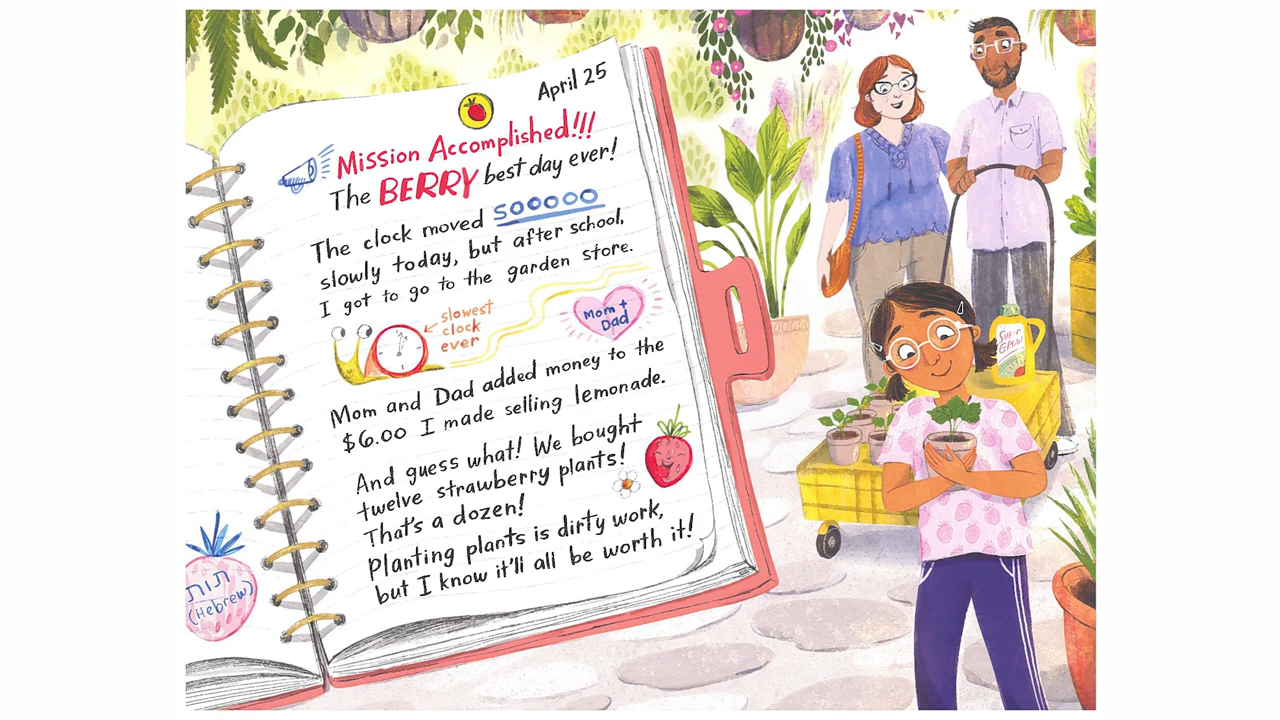 April 25
Mission Accomplished!!!
The BERRY best day ever!
The clock moved SOOOOO
slowly today, but after school,
I got to go to the garden store.
slowest
clock
ever
Mom +
Dad
Mom and Dad added money to the
$6.00 I made selling lemonade.
And guess what! We bought
twelve strawberry plants!
That's a dozen!
Planting plants is dirty work,
but I know it'll all be worth it!
תות
(Hebrew)
Super
Grow